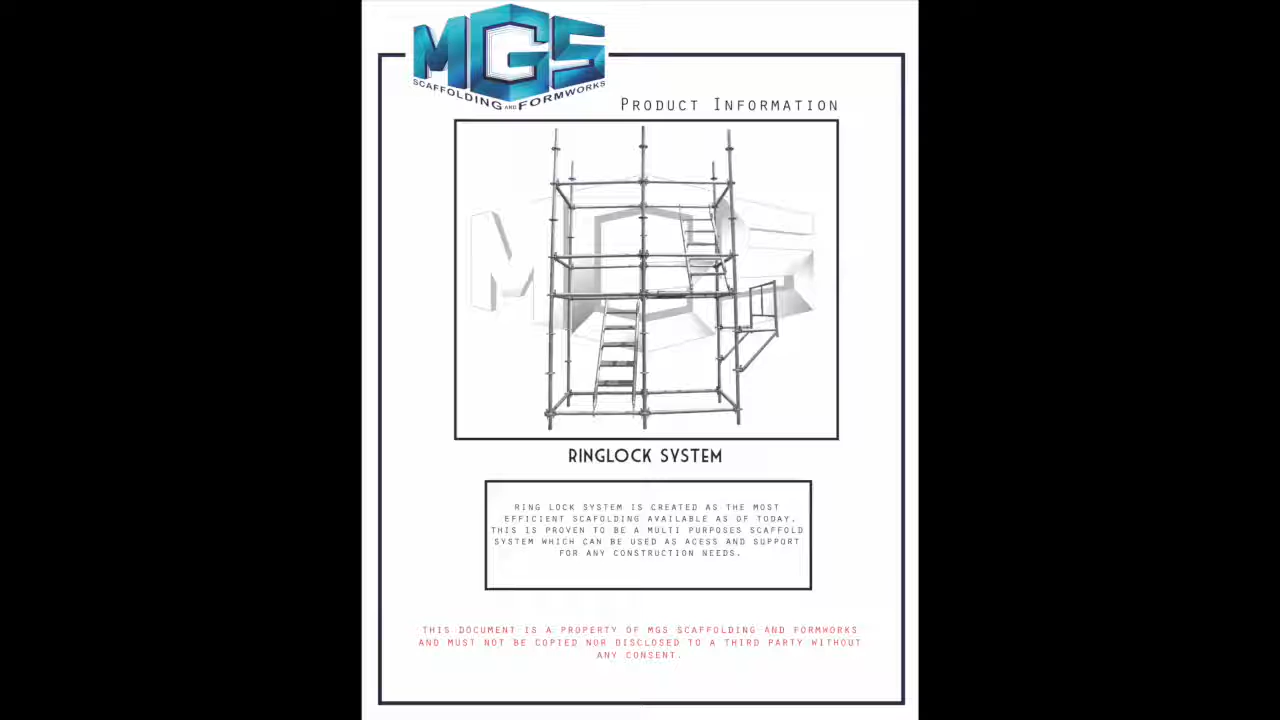 MGS
SCAFFOLDING AND FORMWORKS
PRODUCT INFORMATION
MGS
RINGLOCK SYSTEM
RING LOCK SYSTEM IS CREATED AS THE MOST
EFFICIENT SCAFOLDING AVAILABLE AS OF TODAY.
THIS IS PROVEN TO BE A MULTI PURPOSES SCAFFOLD
SYSTEM WHICH CAN BE USED AS ACESS AND SUPPORT
FOR ANY CONSTRUCTION NEEDS.
THIS DOCUMENT IS A PROPERTY OF MGS SCAFFOLDING AND FORMWORKS
AND MUST NOT BE COPIED NOR DISCLOSED TO A THIRD PARTY WITHOUT
ANY CONSENT.